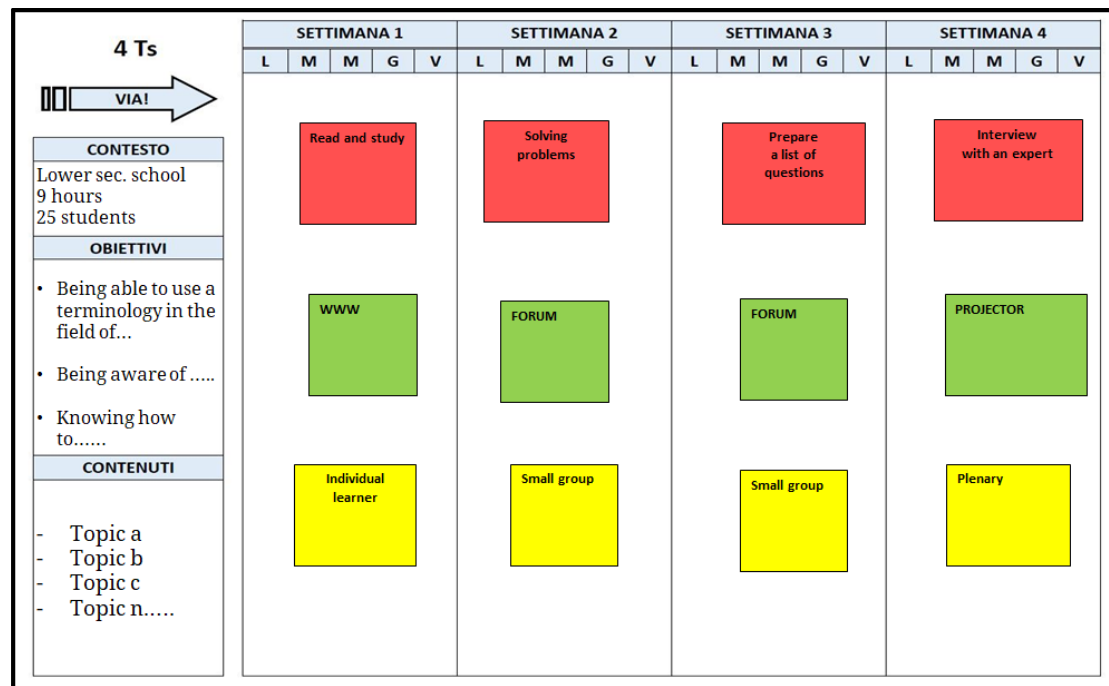 4 Ts
VIA!
CONTESTO
Lower sec. school
9 hours
25 students
OBIETTIVI
• Being able to use a
terminology in the
field of…
• Being aware of …..
• Knowing how
to……
CONTENUTI
- Topic a
- Topic b
- Topic c
- Topic n…..
SETTIMANA 1 SETTIMANA 2 SETTIMANA 3 SETTIMANA 4
L M M G V L M M G V L M M G V L M M G V
Read and study
Solving
problems
Prepare
a list of
questions
Interview
with an expert
WWW
FORUM
FORUM
PROJECTOR
Individual
learner
Small group
Small group
Plenary